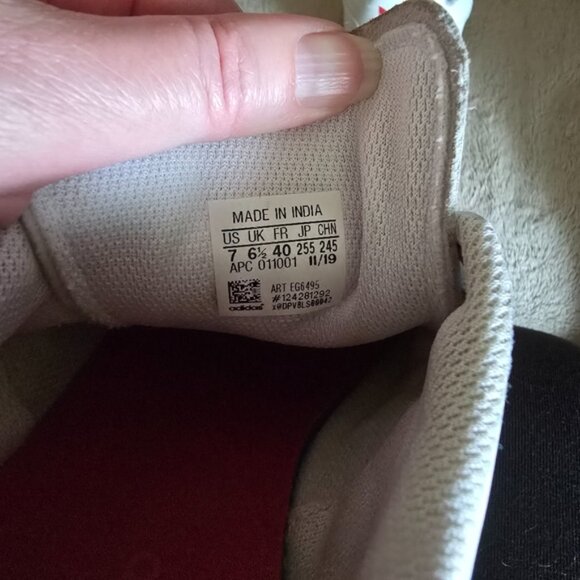 MADE IN INDIA
US UK FR JP CHN
7 6½ 40 255 245
APC 011001 11/19
ART EG6495
#124281292
adidas